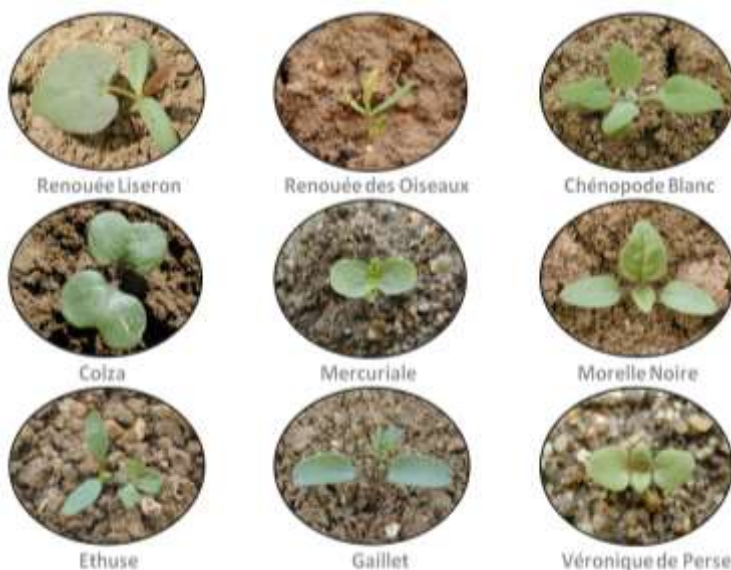 Renouée Liseron
Renouée des Oiseaux
Chénopode Blanc
Colza
Mercuriale
Morelle Noire
Ethuse
Gaillet
Véronique de Perse